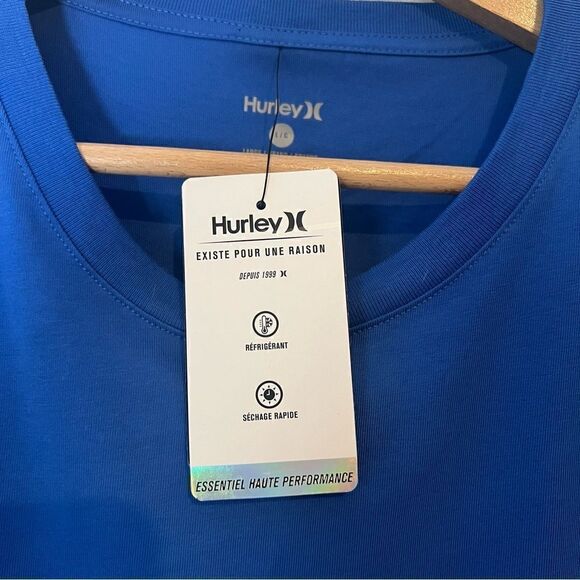 Hurley
Hurley
EXISTE POUR UNE RAISON
DEPUIS 1999
RÉFRIGÉRANT
SÉCHAGE RAPIDE
ESSENTIEL HAUTE PERFORMANCE